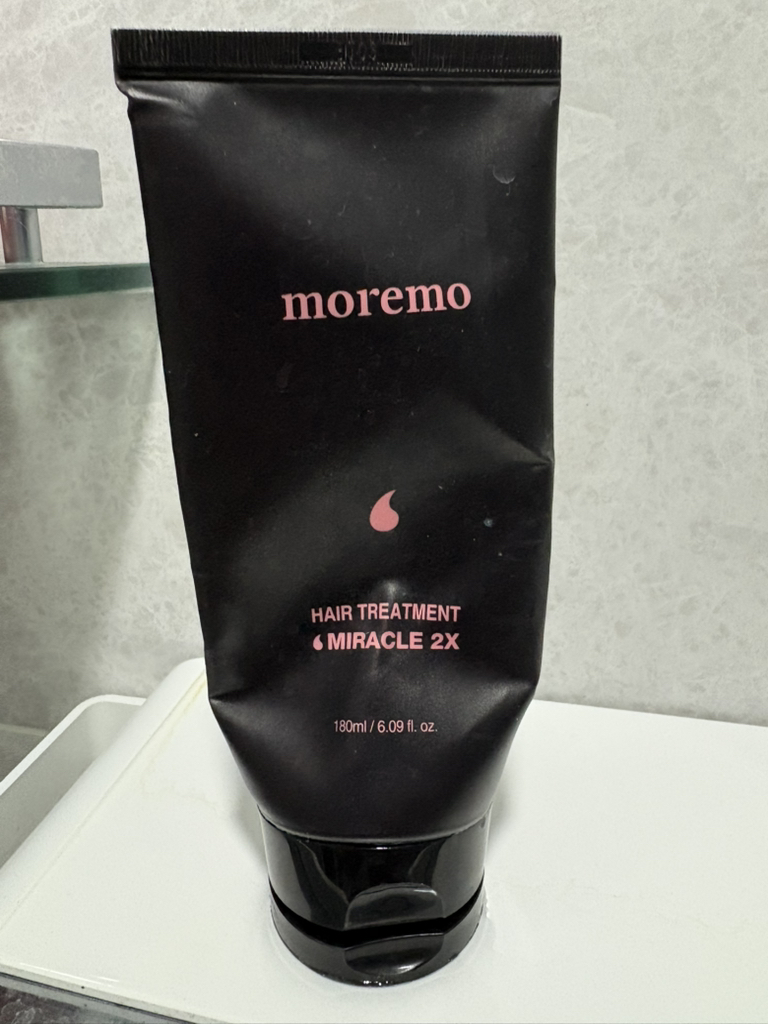 moremo
HAIR TREATMENT
MIRACLE 2X
180ml / 6.09 fl. oz.